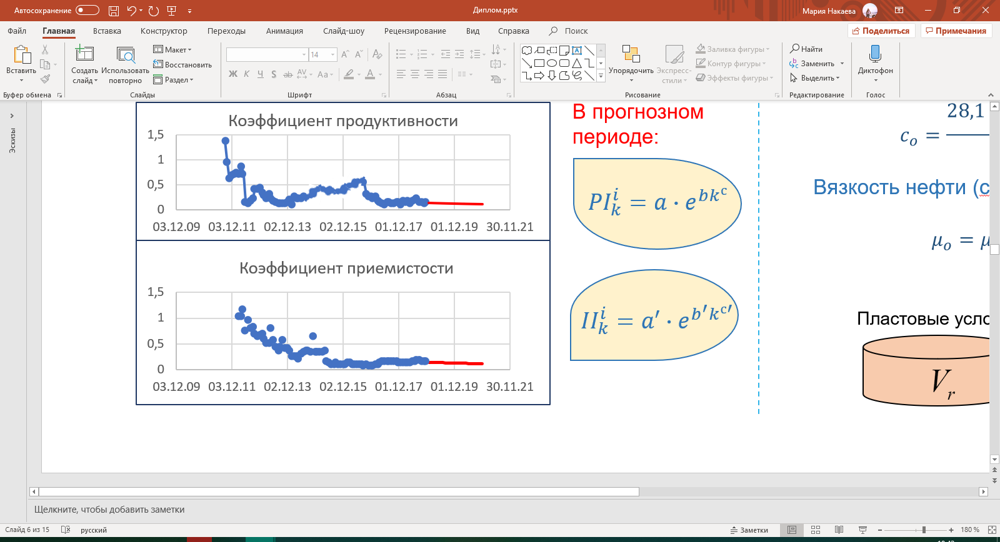 Автосохранение
Диплом.pptx
Мария Накаева
Файл Главная Вставка Конструктор Переходы Анимация Слайд-шоу Рецензирование Вид Справка Поиск Поделиться Примечания
Вставить
Буфер обмена
Создать слайд
Использовать повторно
Макет
Восстановить
Раздел
Слайды
14
Ж К Ч S ab AV Aa A
Шрифт
Абзац
Упорядочить
Экспресс-стили
Заливка фигуры
Контур фигуры
Эффекты фигуры
Рисование
Найти
Заменить
Выделить
Редактирование
Диктофон
Голос
Эскизы
Коэффициент продуктивности
1,5
1
0,5
0
03.12.09 03.12.11 02.12.13 02.12.15 01.12.17 01.12.19 30.11.21
Коэффициент приемистости
1,5
1
0,5
0
03.12.09 03.12.11 02.12.13 02.12.15 01.12.17 01.12.19 30.11.21
В прогнозном
периоде:
PI_k^i = a · e^{bk^c}
II_k^i = a′ · e^{b′k^{c′}}
28,1
c_o =
Вязкость нефти (с
μ_o = μ
Пластовые усло
V_r
Щелкните, чтобы добавить заметки
Слайд 6 из 15 русский Заметки 180 %